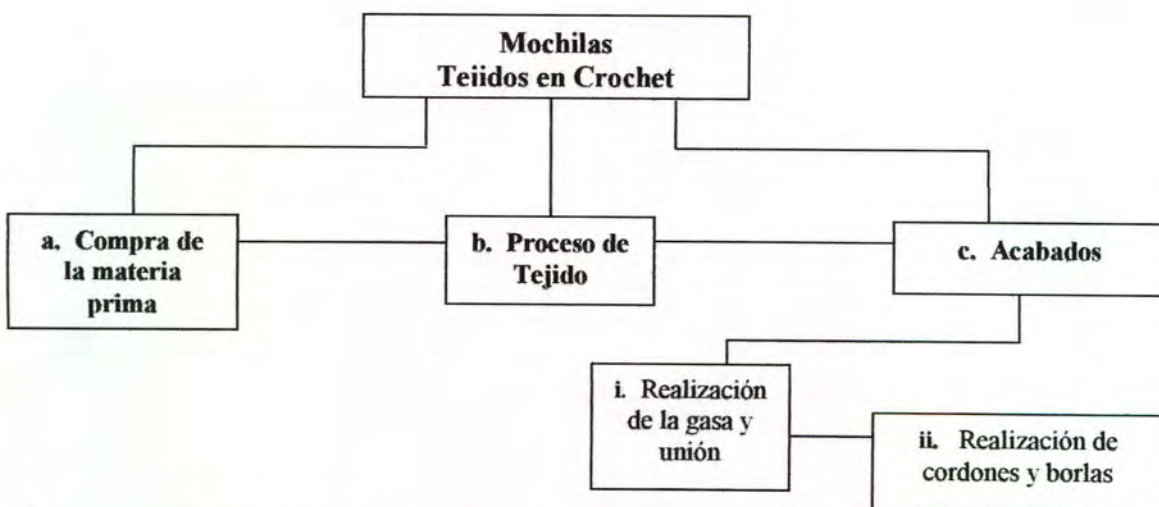 Mochilas
Teiidos en Crochet
a. Compra de
la materia
prima
b. Proceso de
Tejido
c. Acabados
i. Realización
de la gasa y
unión
ii. Realización de
cordones y borlas